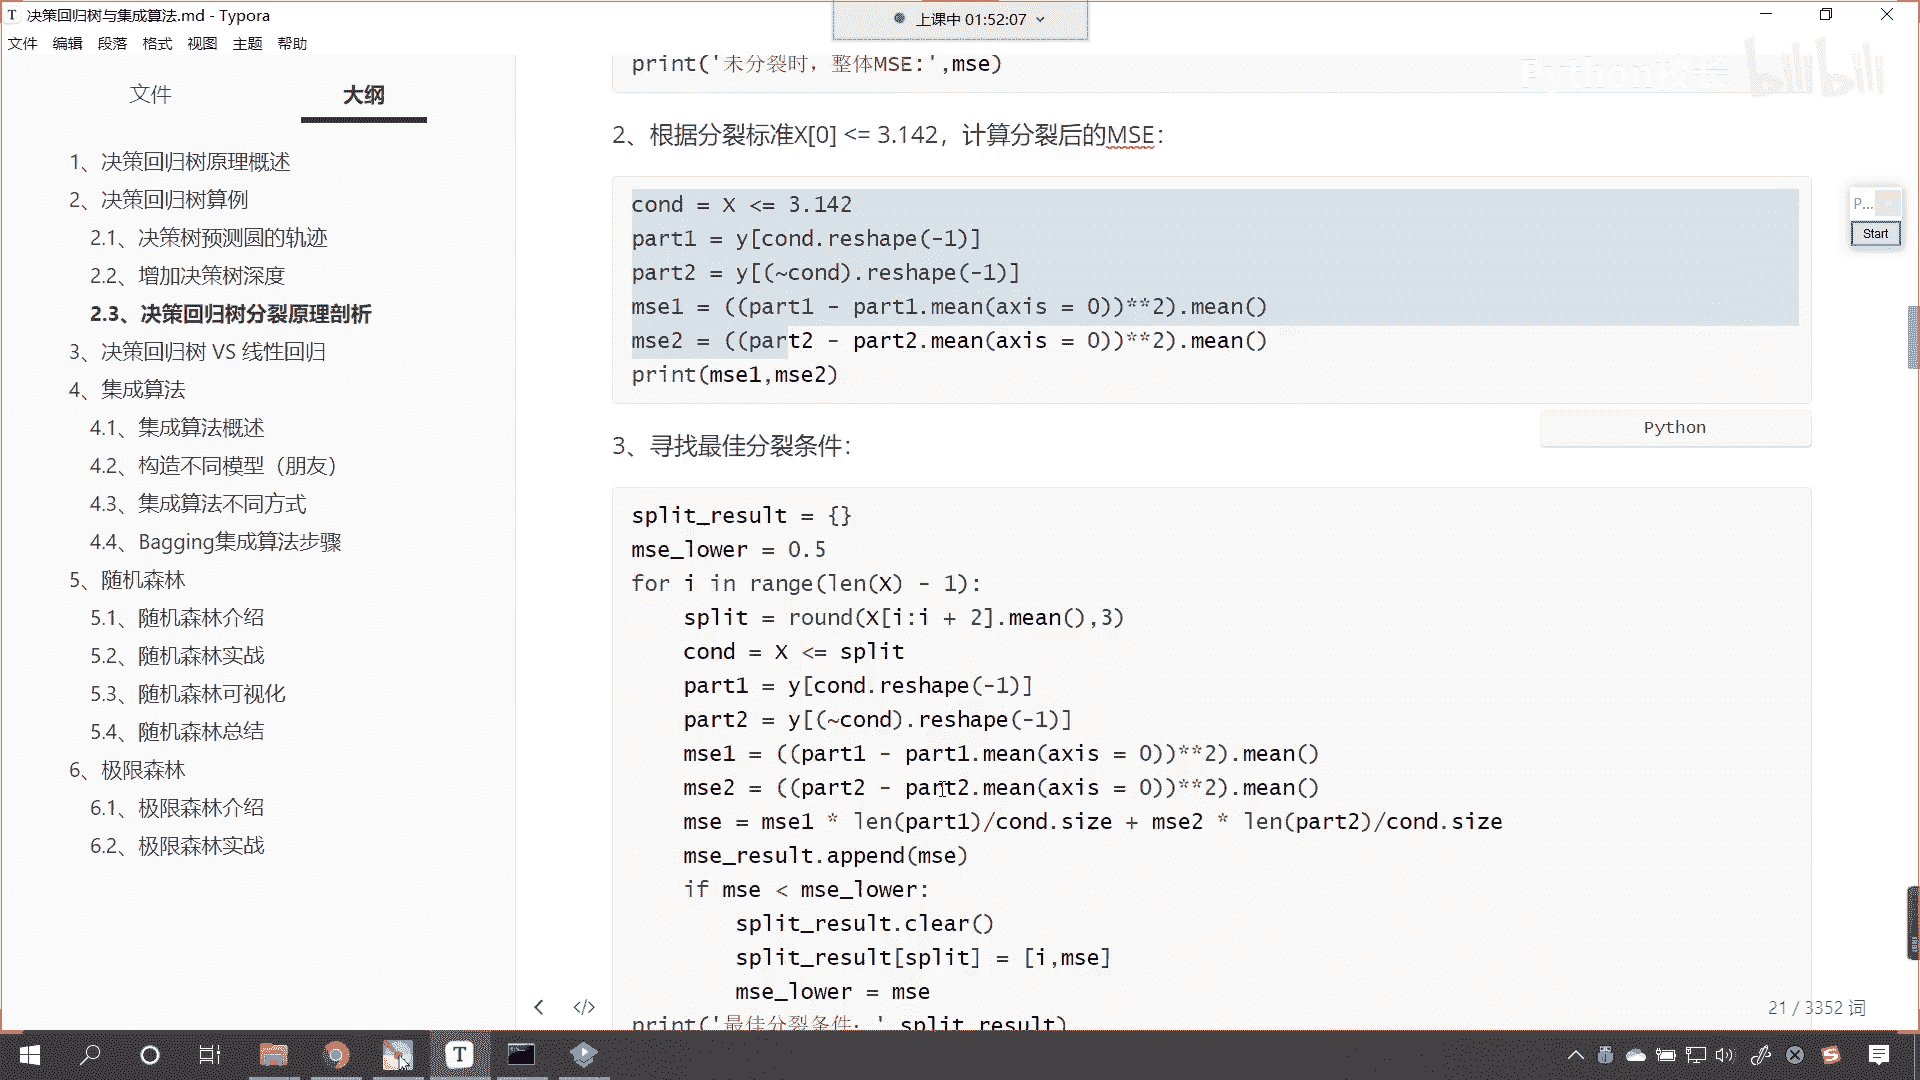 决策回归树与集成算法.md - Typora
上课中 01:52:07
文件 编辑 段落 格式 视图 主题 帮助
文件 大纲
1、决策回归树原理概述
2、决策回归树算例
2.1、决策树预测圆的轨迹
2.2、增加决策树深度
2.3、决策回归树分裂原理剖析
3、决策回归树 VS 线性回归
4、集成算法
4.1、集成算法概述
4.2、构造不同模型（朋友）
4.3、集成算法不同方式
4.4、Bagging集成算法步骤
5、随机森林
5.1、随机森林介绍
5.2、随机森林实战
5.3、随机森林可视化
5.4、随机森林总结
6、极限森林
6.1、极限森林介绍
6.2、极限森林实战
print('未分裂时，整体MSE:',mse)
Python校长 bilibili
2、根据分裂标准X[0] <= 3.142，计算分裂后的MSE：
cond = X <= 3.142
part1 = y[cond.reshape(-1)]
part2 = y[(~cond).reshape(-1)]
mse1 = ((part1 - part1.mean(axis = 0))**2).mean()
mse2 = ((part2 - part2.mean(axis = 0))**2).mean()
print(mse1,mse2)
Python
3、寻找最佳分裂条件：
split_result = {}
mse_lower = 0.5
for i in range(len(X) - 1):
    split = round(X[i:i + 2].mean(),3)
    cond = X <= split
    part1 = y[cond.reshape(-1)]
    part2 = y[(~cond).reshape(-1)]
    mse1 = ((part1 - part1.mean(axis = 0))**2).mean()
    mse2 = ((part2 - part2.mean(axis = 0))**2).mean()
    mse = mse1 * len(part1)/cond.size + mse2 * len(part2)/cond.size
    mse_result.append(mse)
    if mse < mse_lower:
        split_result.clear()
        split_result[split] = [i,mse]
        mse_lower = mse
print('最佳分裂条件：',split_result)
P...
Start
21 / 3352 词